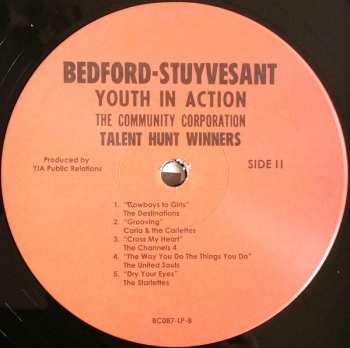 BEDFORD-STUYVESANT
YOUTH IN ACTION
THE COMMUNITY CORPORATION
TALENT HUNT WINNERS
Produced by
YIA Public Relations
SIDE II
1. "Cowboys to Girls"
The Destinations
2. "Grooving"
Carla & the Carlettes
3. "Cross My Heart"
The Channels 4
4. "The Way You Do The Things You Do"
The United Souls
5. "Dry Your Eyes"
The Starlettes
BC087-LP-B